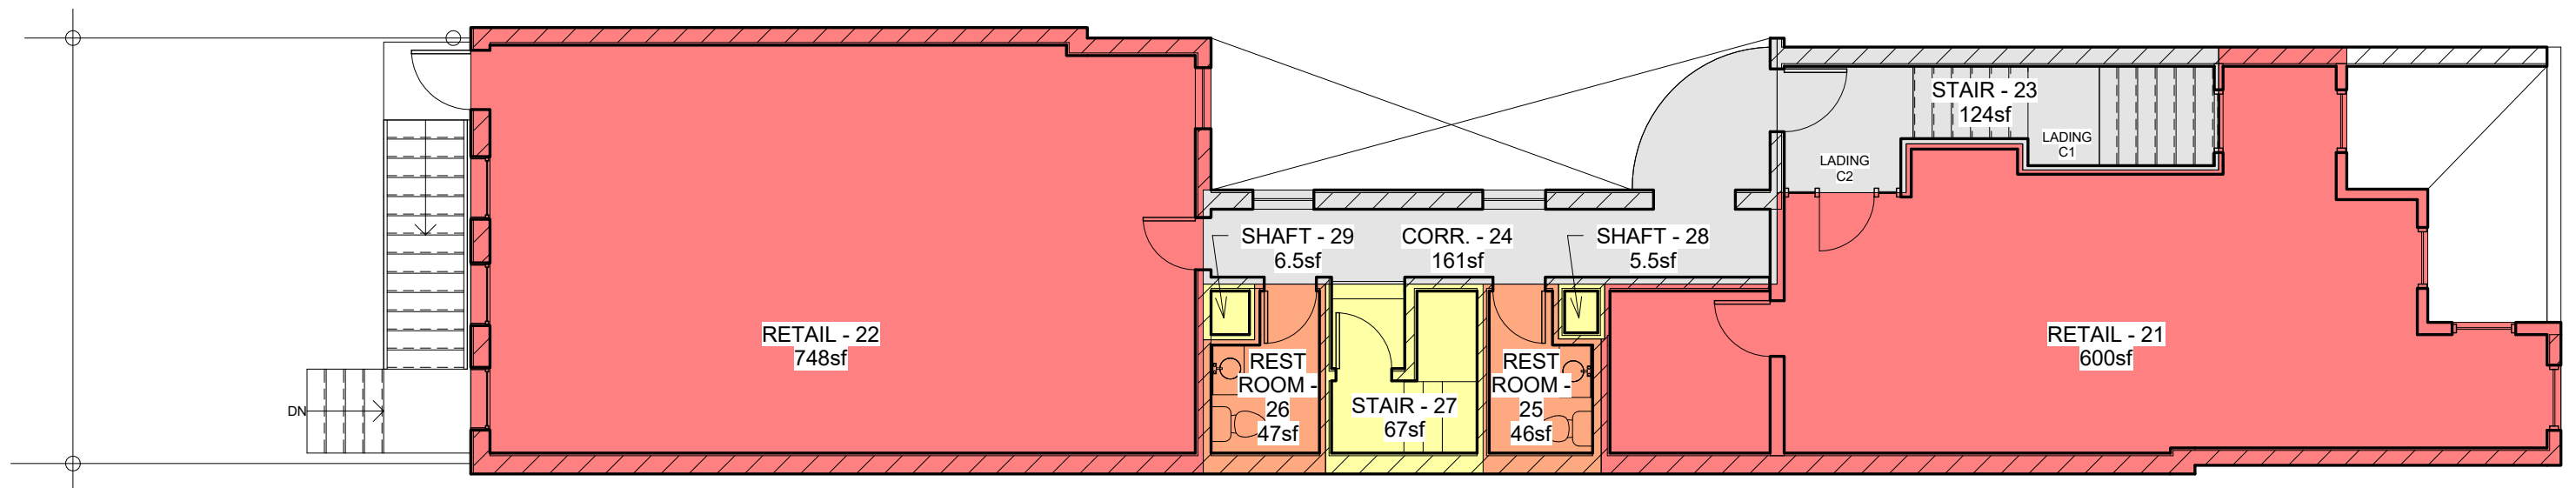 STAIR - 23
124sf
LADING
C1
LADING
C2
SHAFT - 29
6.5sf
CORR. - 24
161sf
SHAFT - 28
5.5sf
RETAIL - 22
748sf
RETAIL - 21
600sf
REST
ROOM -
26
47sf
STAIR - 27
67sf
REST
ROOM -
25
46sf
DN